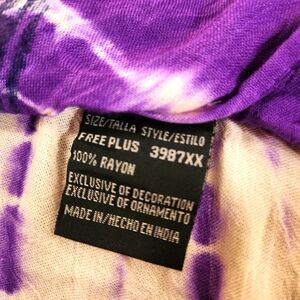 SIZE/TALLA STYLE/ESTILO
FREE PLUS 3987XX
100% RAYON
EXCLUSIVE OF DECORATION
EXCLUSIVE OF ORNAMENTO
MADE IN/HECHO EN INDIA